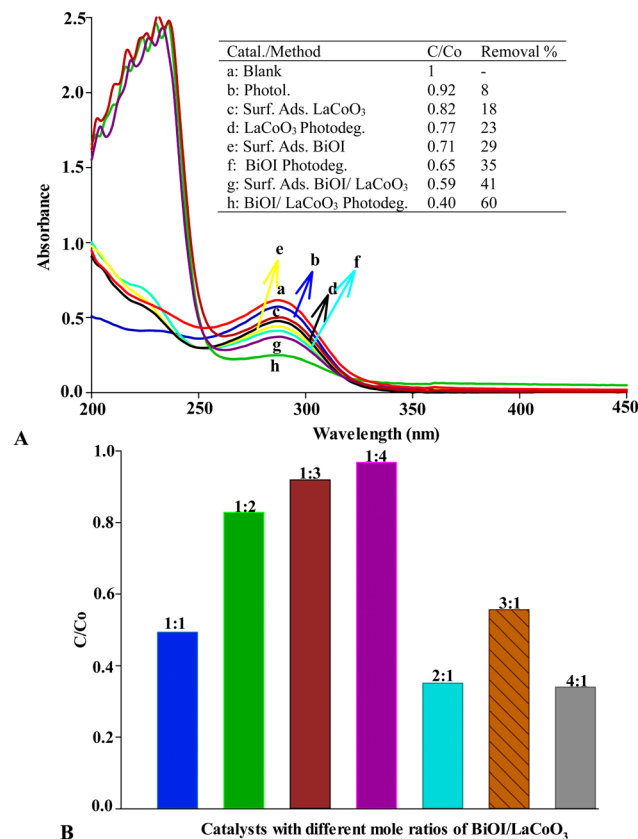 2.5
2.0
1.5
1.0
0.5
0.0
Absorbance
Catal./Method C/Co Removal %
a: Blank 1 -
b: Photol. 0.92 8
c: Surf. Ads. LaCoO₃ 0.82 18
d: LaCoO₃ Photodeg. 0.77 23
e: Surf. Ads. BiOI 0.71 29
f: BiOI Photodeg. 0.65 35
g: Surf. Ads. BiOI/ LaCoO₃ 0.59 41
h: BiOI/ LaCoO₃ Photodeg. 0.40 60
e
b
f
a
d
c
g
h
200 250 300 350 400 450
Wavelength (nm)
A
1.0
0.8
0.6
0.4
0.2
0.0
C/Co
1:1
1:2
1:3
1:4
2:1
3:1
4:1
B
Catalysts with different mole ratios of BiOI/LaCoO₃